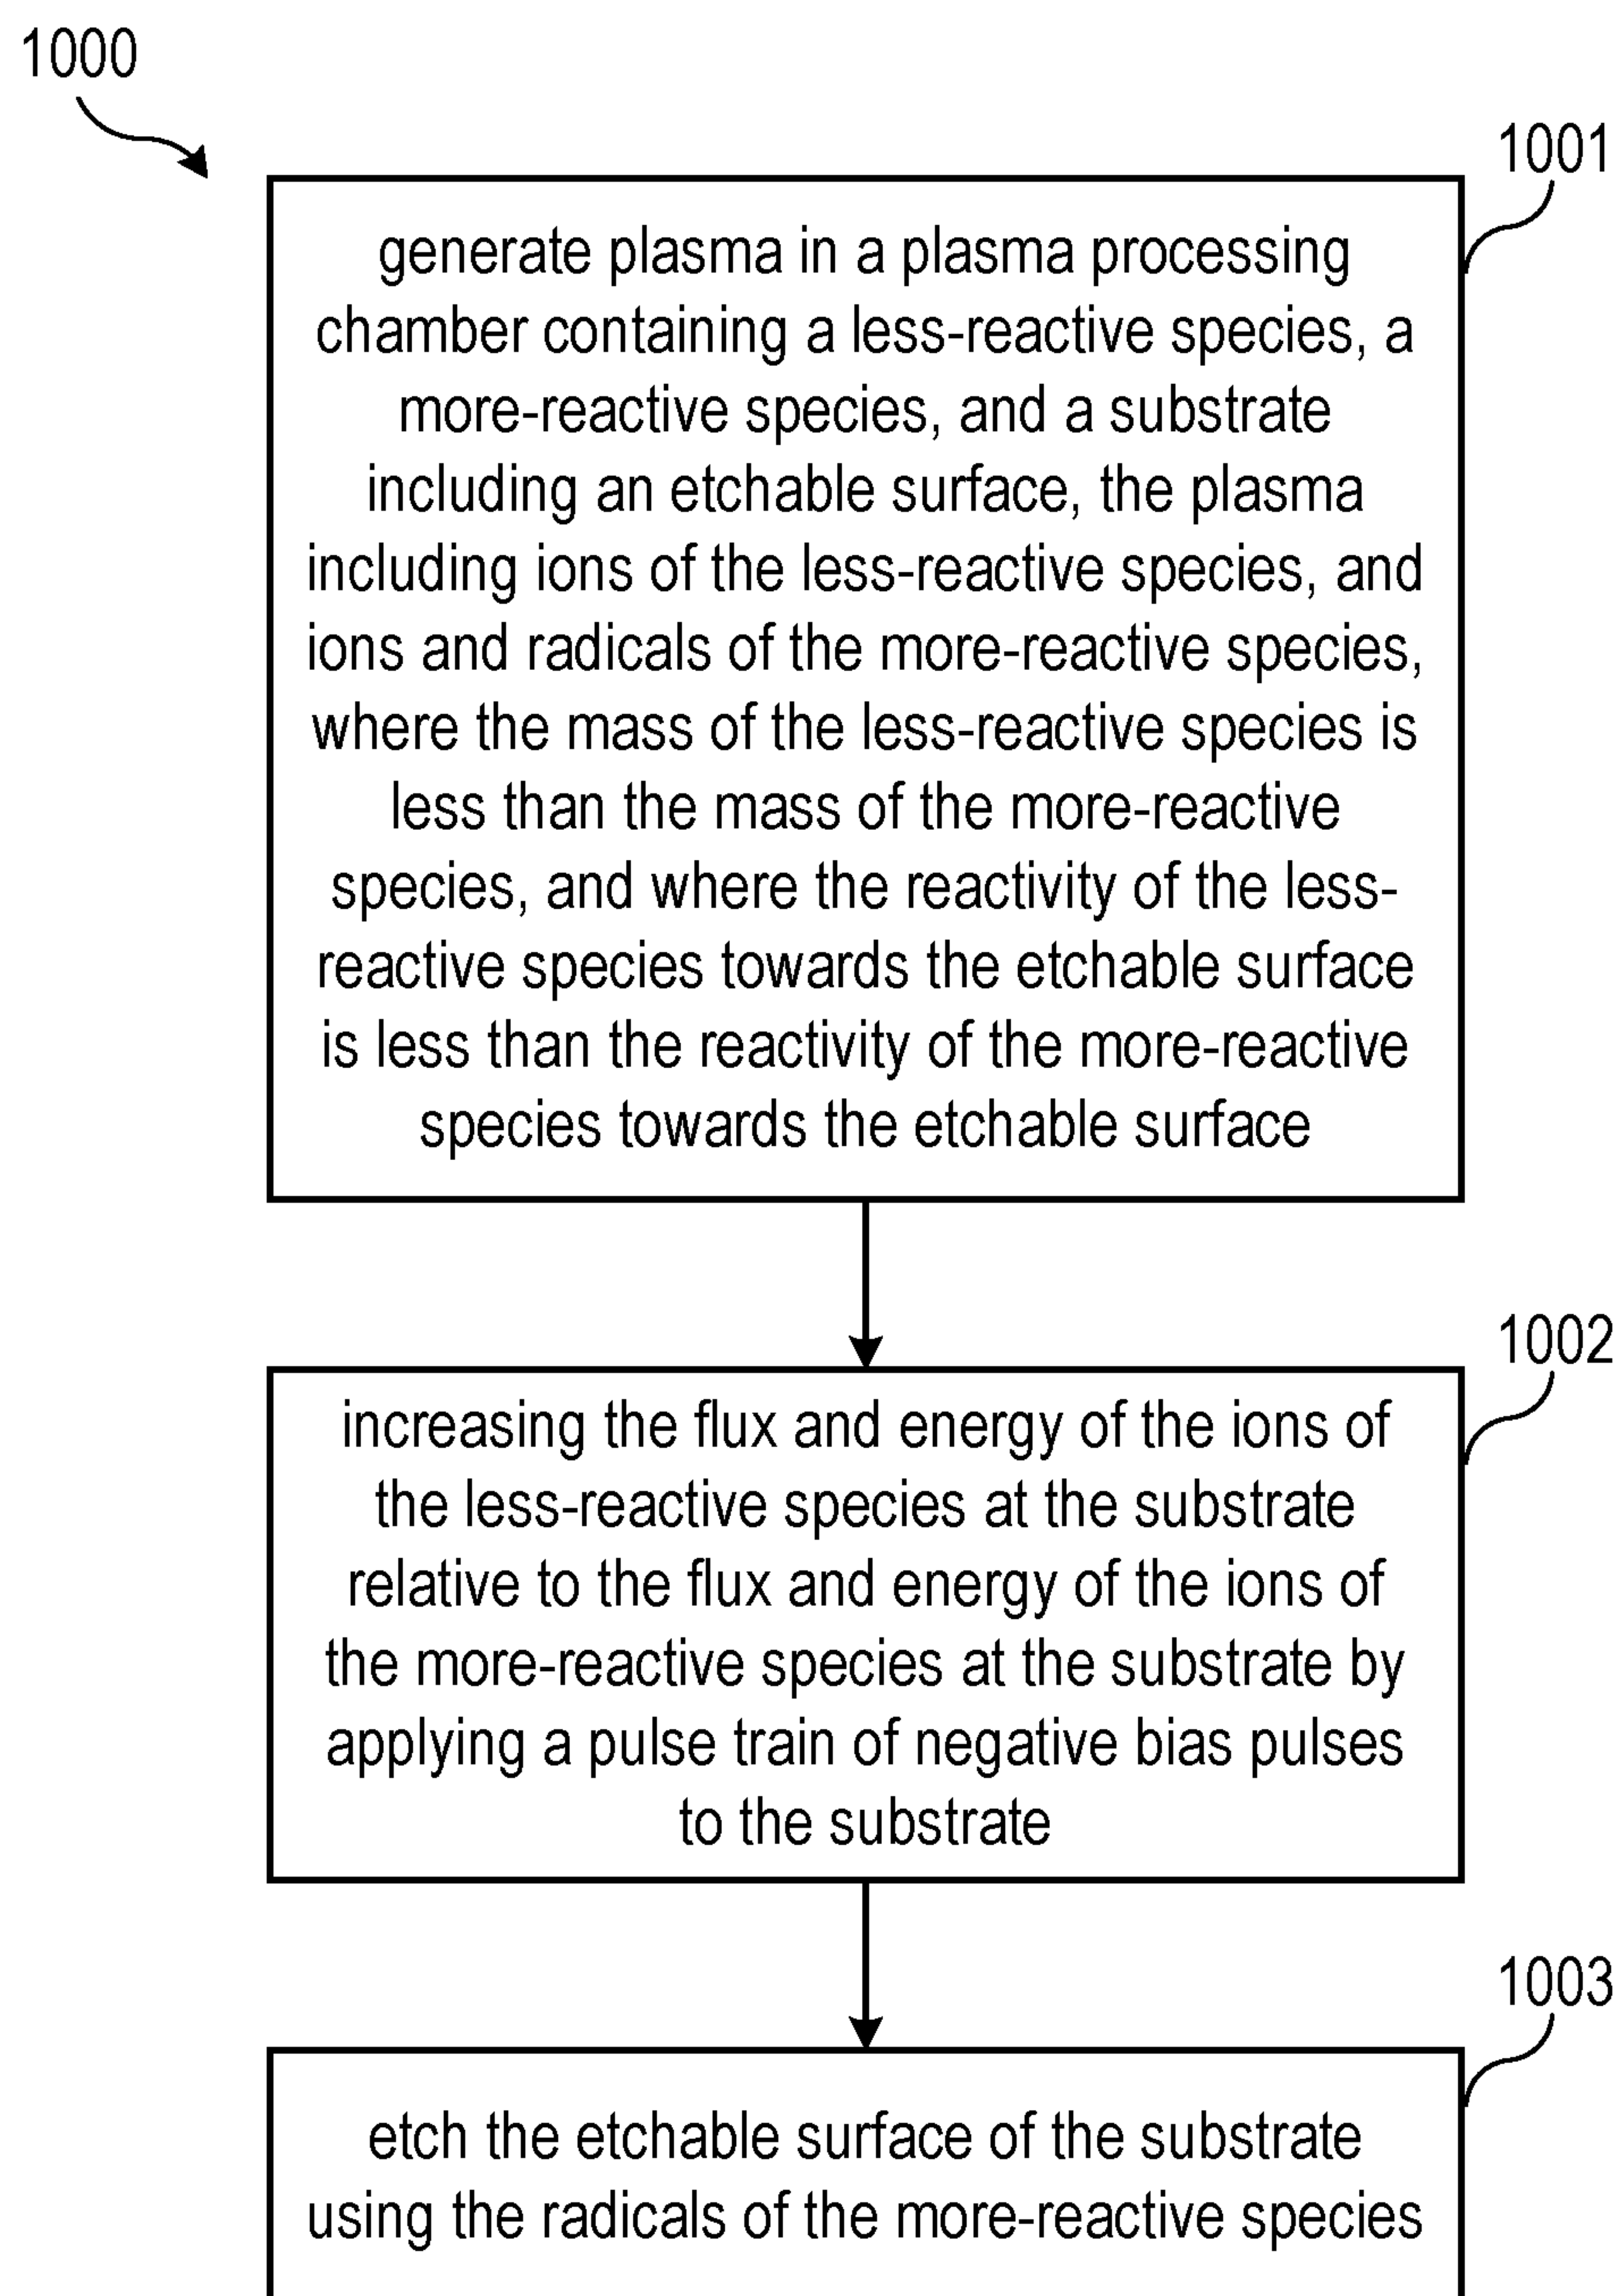 1000
1001
generate plasma in a plasma processing
chamber containing a less-reactive species, a
more-reactive species, and a substrate
including an etchable surface, the plasma
including ions of the less-reactive species, and
ions and radicals of the more-reactive species,
where the mass of the less-reactive species is
less than the mass of the more-reactive
species, and where the reactivity of the less-
reactive species towards the etchable surface
is less than the reactivity of the more-reactive
species towards the etchable surface
1002
increasing the flux and energy of the ions of
the less-reactive species at the substrate
relative to the flux and energy of the ions of
the more-reactive species at the substrate by
applying a pulse train of negative bias pulses
to the substrate
1003
etch the etchable surface of the substrate
using the radicals of the more-reactive species